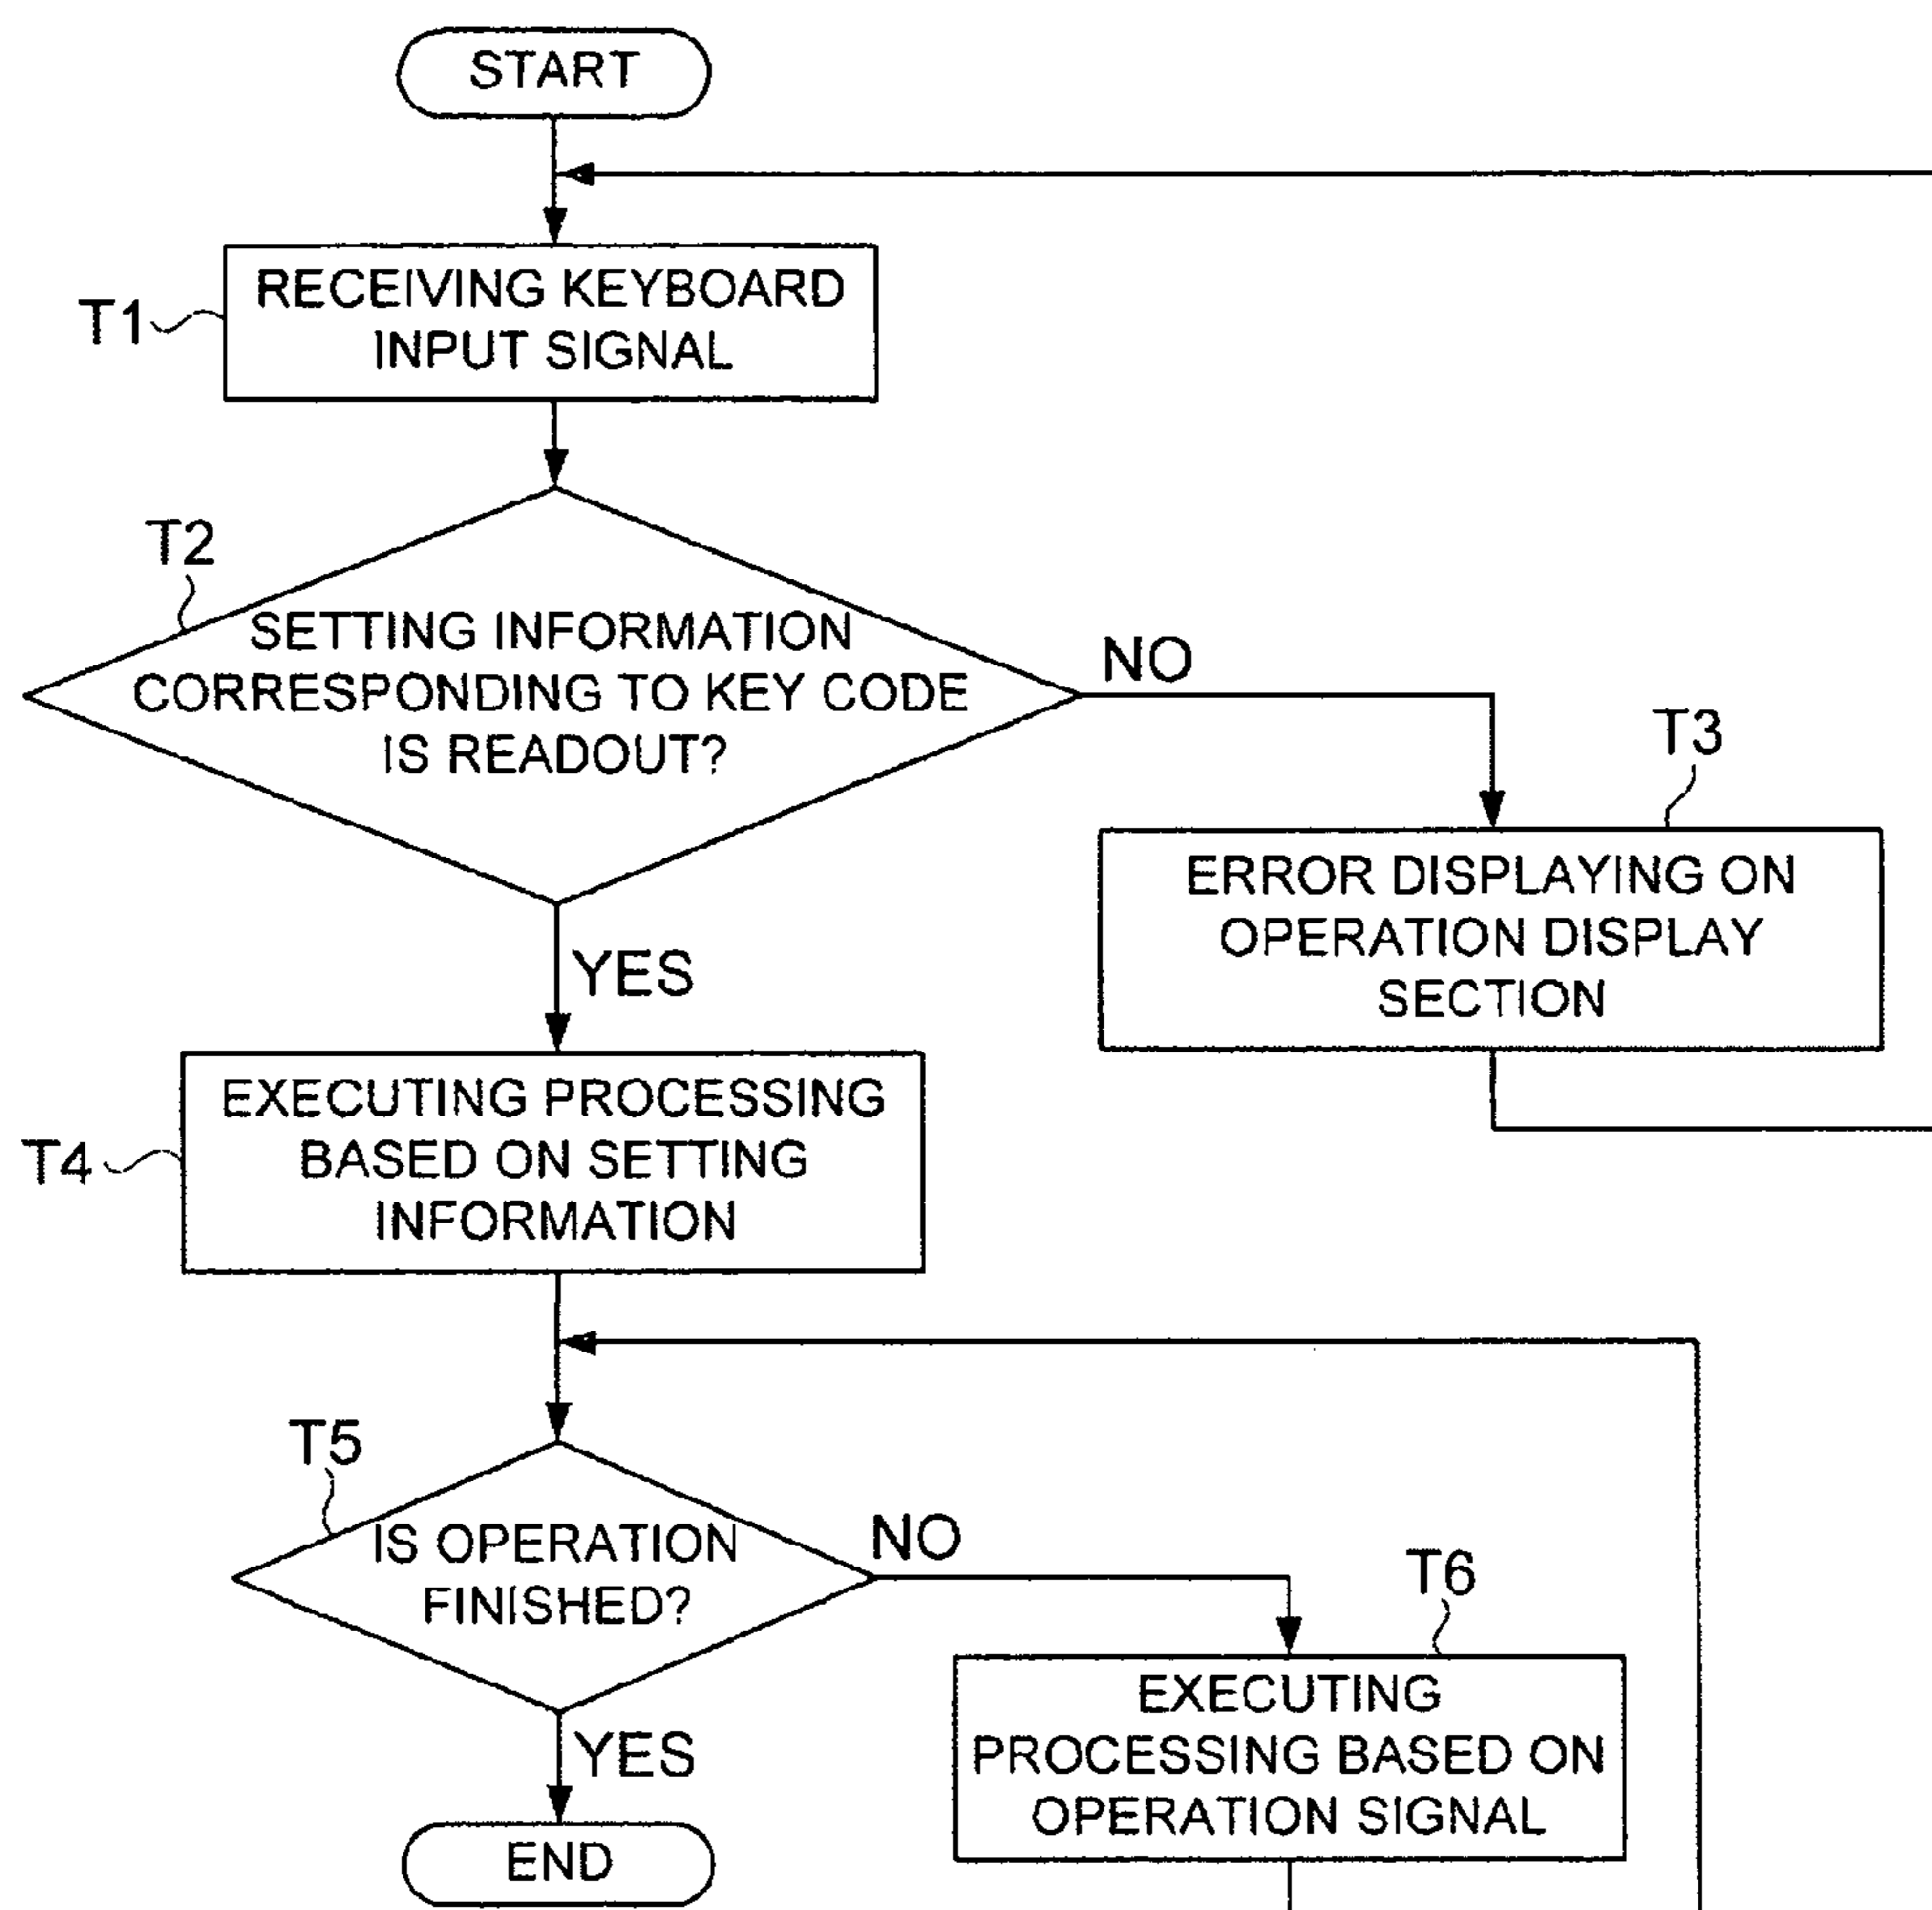 START
T1
RECEIVING KEYBOARD
INPUT SIGNAL
T2
SETTING INFORMATION
CORRESPONDING TO KEY CODE
IS READOUT?
NO
T3
ERROR DISPLAYING ON
OPERATION DISPLAY
SECTION
YES
T4
EXECUTING PROCESSING
BASED ON SETTING
INFORMATION
T5
IS OPERATION
FINISHED?
NO
T6
EXECUTING
PROCESSING BASED ON
OPERATION SIGNAL
YES
END